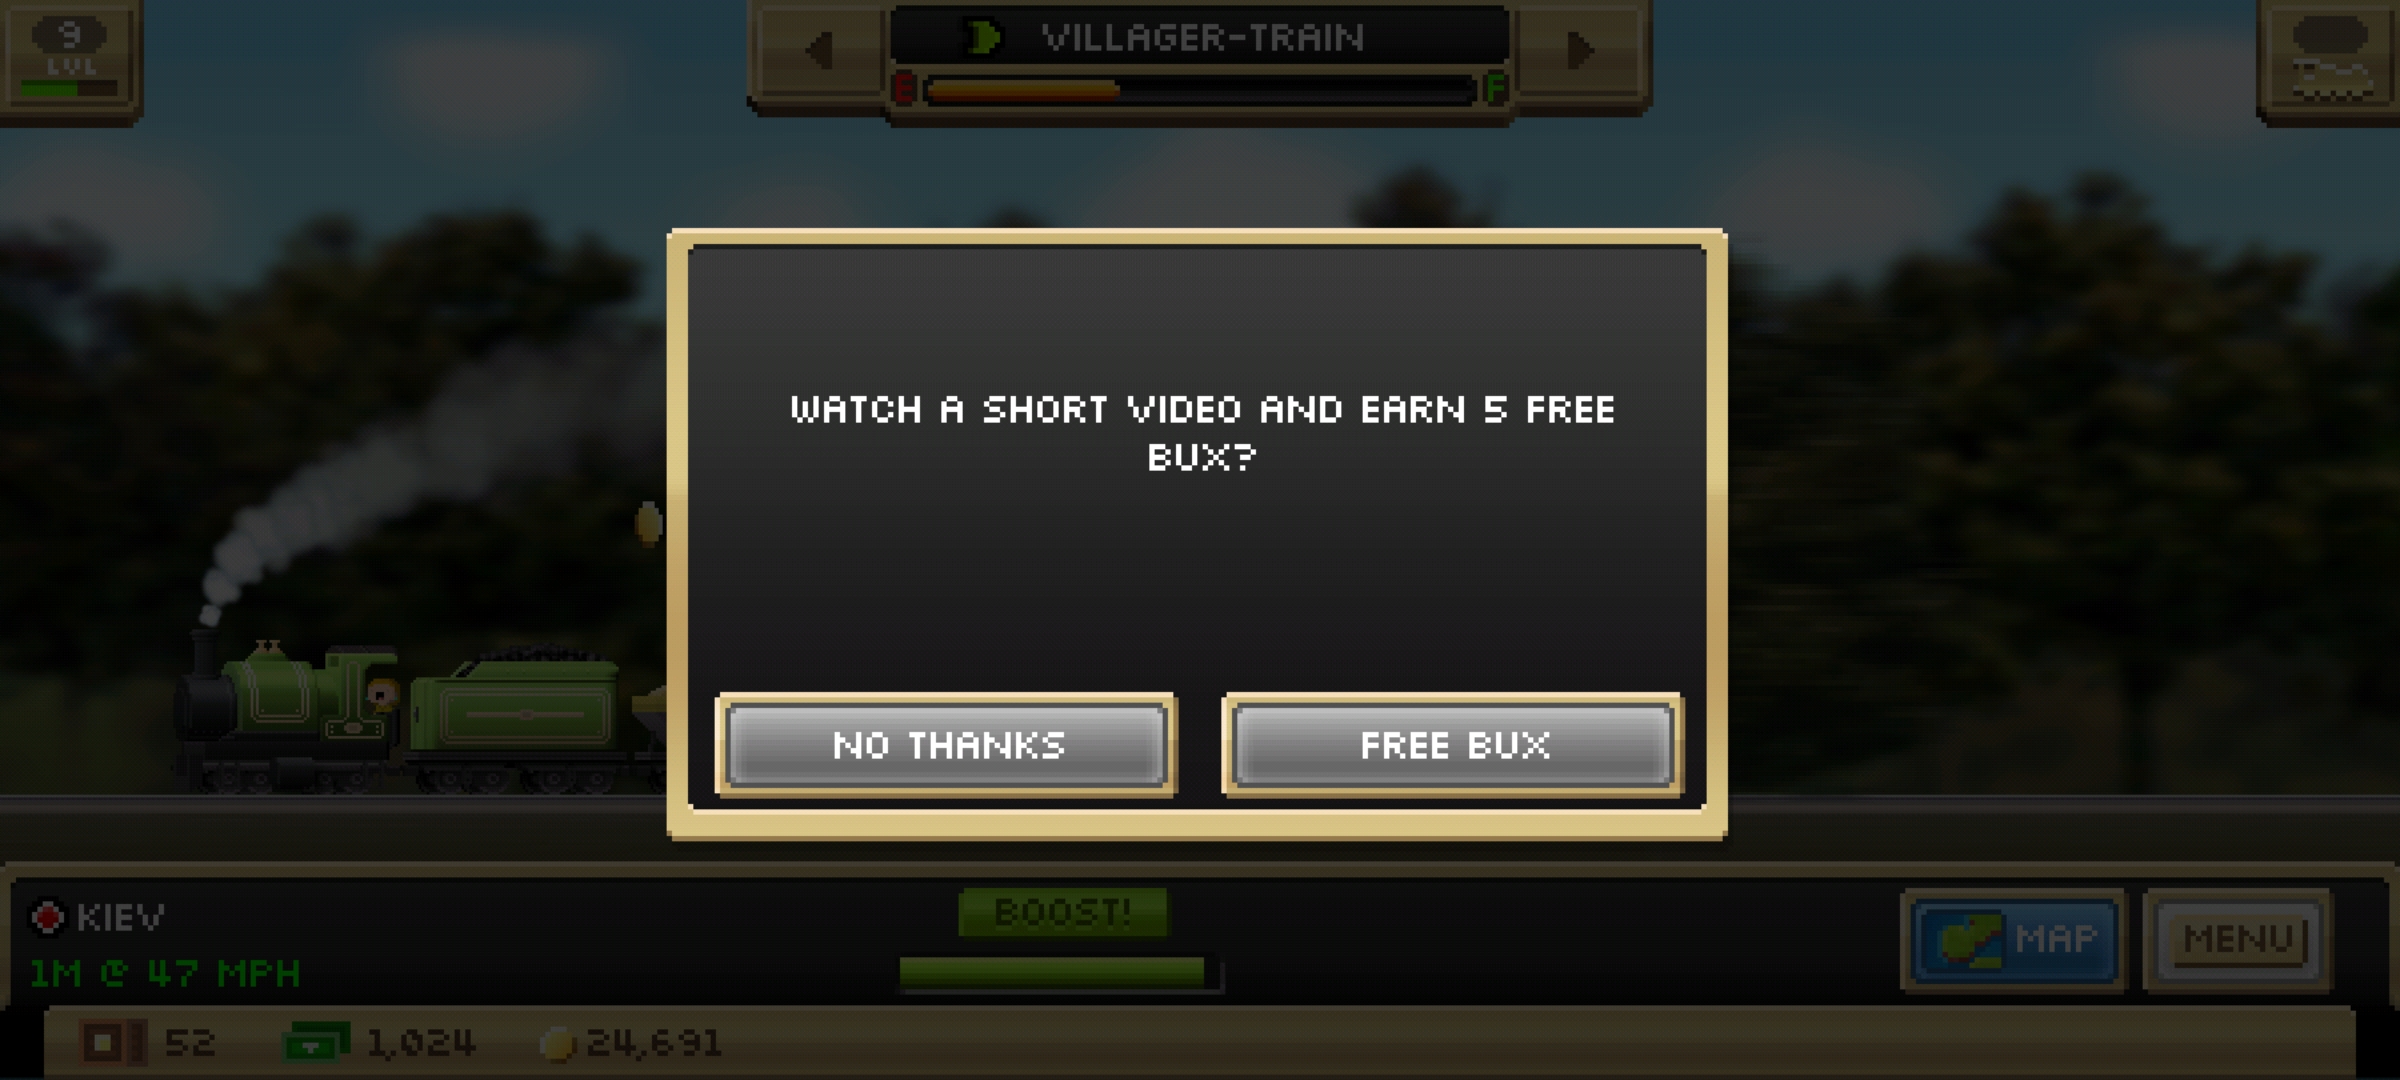 9
LVL
VILLAGER-TRAIN
E F
WATCH A SHORT VIDEO AND EARN 5 FREE
BUX?
NO THANKS FREE BUX
KIEV
1M @ 47 MPH
BOOST!
MAP MENU
52 1,024 24,691